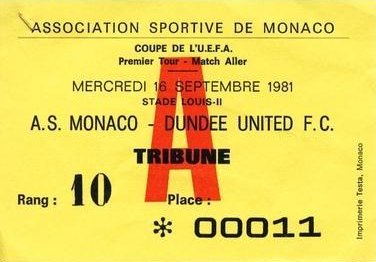 ASSOCIATION SPORTIVE DE MONACO
COUPE DE L'U.E.F.A.
Premier Tour - Match Aller
MERCREDI 16 SEPTEMBRE 1981
STADE LOUIS-II
A.S. MONACO - DUNDEE UNITED F.C.
A
TRIBUNE
Rang : 10 Place :
* 00011
Imprimerie Testa, Monaco